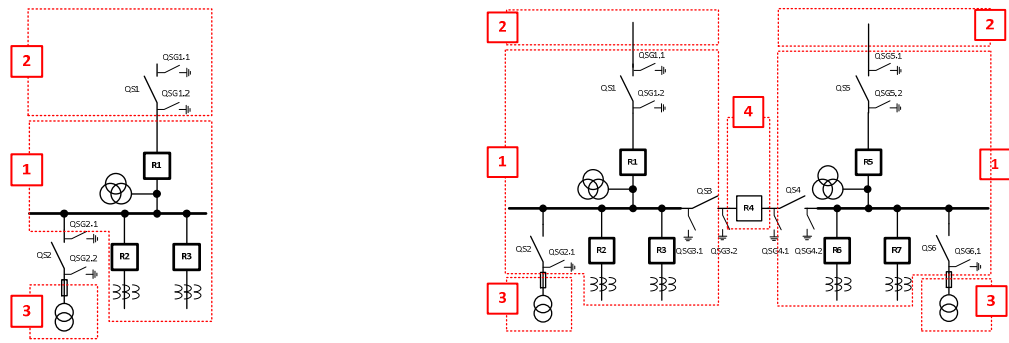 2
QSG1.1
QS1
QSG1.2
1
R1
QSG2.1
QS2
QSG2.2
R2
R3
3
2
QSG1.1
QS1
QSG1.2
1
R1
QS3
4
R4
QS4
QSG3.1
QSG3.2
QSG4.1
QSG4.2
QS2
QSG2.1
R2
R3
3
2
QSG5.1
QS5
QSG5.2
1
R5
R6
R7
QS6
QSG6.1
3